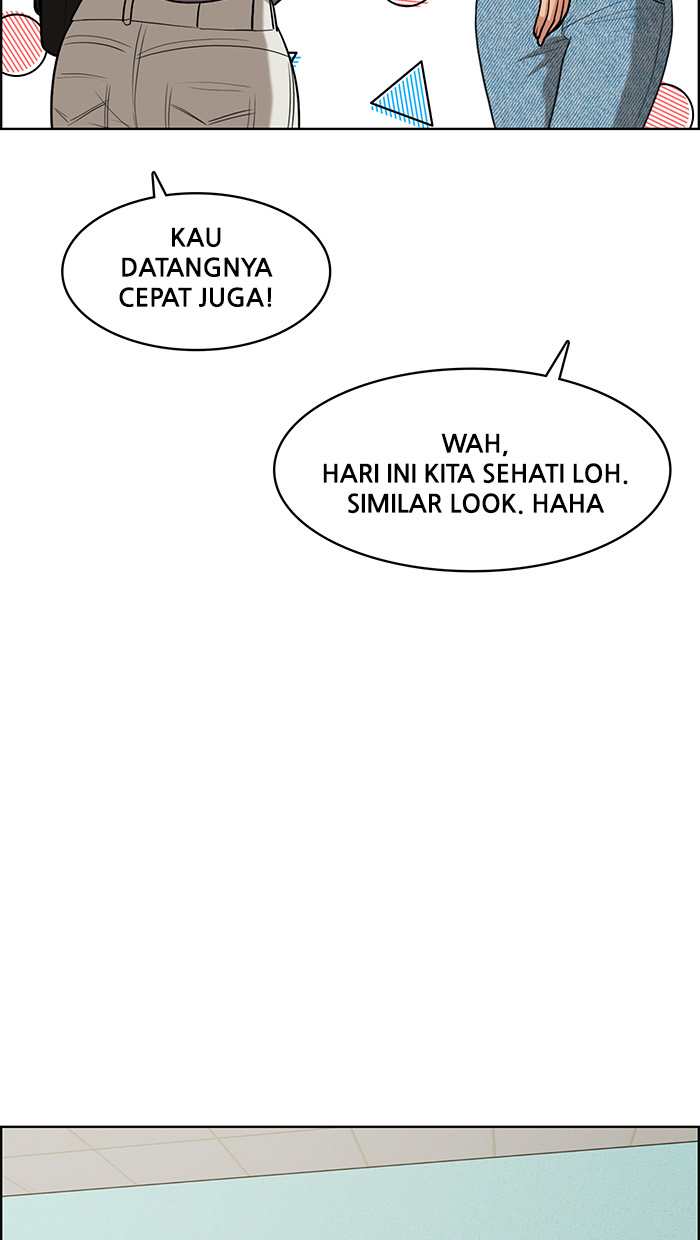 KAU
DATANGNYA
CEPAT JUGA!
WAH,
HARI INI KITA SEHATI LOH.
SIMILAR LOOK. HAHA